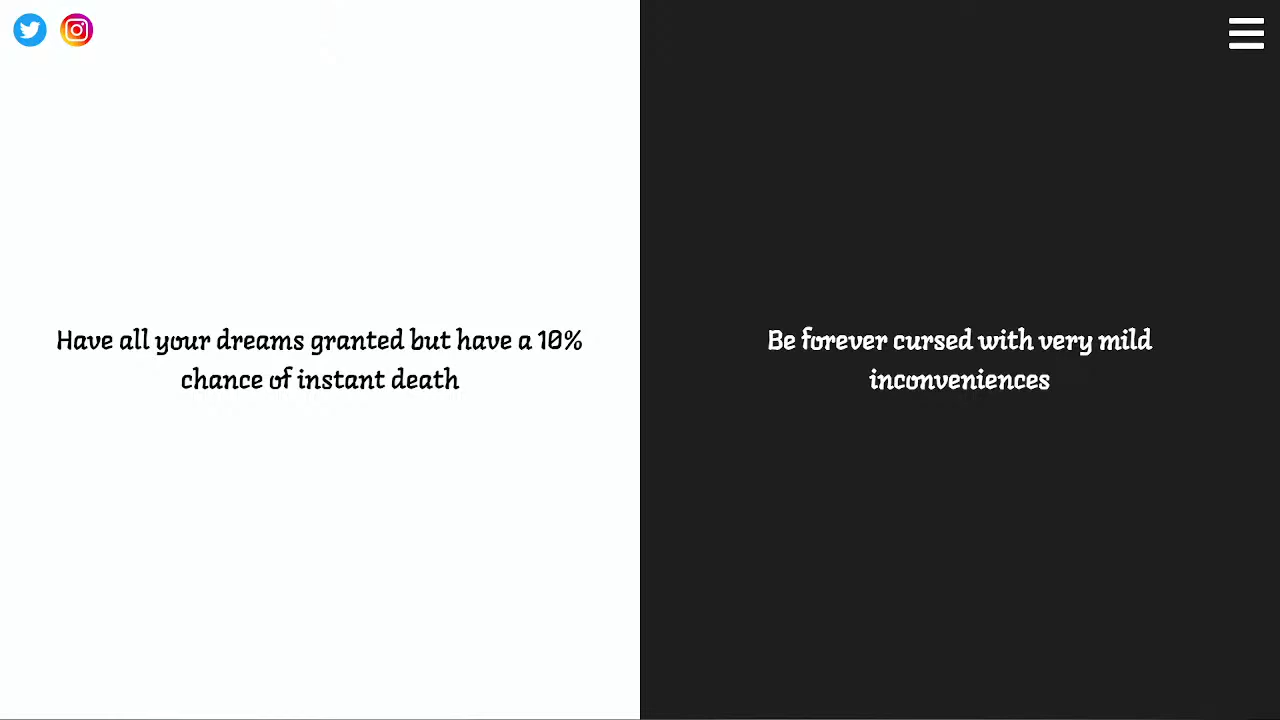 Have all your dreams granted but have a 10%
chance of instant death
Be forever cursed with very mild
inconveniences